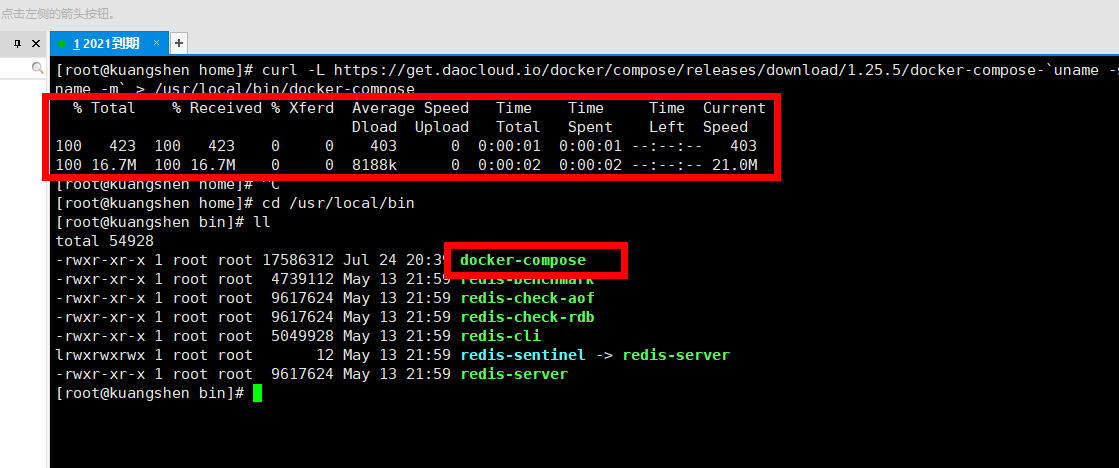 点击左侧的箭头按钮。
1 2021到期 × +
[root@kuangshen home]# curl -L https://get.daocloud.io/docker/compose/releases/download/1.25.5/docker-compose-`uname -s
name -m` > /usr/local/bin/docker-compose
% Total % Received % Xferd Average Speed Time Time Time Current
Dload Upload Total Spent Left Speed
100 423 100 423 0 0 403 0 0:00:01 0:00:01 --:--:-- 403
100 16.7M 100 16.7M 0 0 8188k 0 0:00:02 0:00:02 --:--:-- 21.0M
[root@kuangshen home]# ^C
[root@kuangshen home]# cd /usr/local/bin
[root@kuangshen bin]# ll
total 54928
-rwxr-xr-x 1 root root 17586312 Jul 24 20:39 docker-compose
-rwxr-xr-x 1 root root 4739112 May 13 21:59 redis-benchmark
-rwxr-xr-x 1 root root 9617624 May 13 21:59 redis-check-aof
-rwxr-xr-x 1 root root 9617624 May 13 21:59 redis-check-rdb
-rwxr-xr-x 1 root root 5049928 May 13 21:59 redis-cli
lrwxrwxrwx 1 root root 12 May 13 21:59 redis-sentinel -> redis-server
-rwxr-xr-x 1 root root 9617624 May 13 21:59 redis-server
[root@kuangshen bin]#